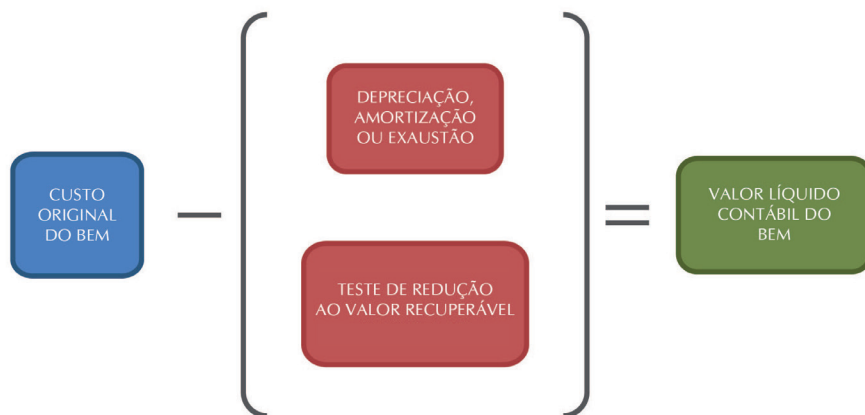 CUSTO
ORIGINAL
DO BEM
—
DEPRECIAÇÃO,
AMORTIZAÇÃO
OU EXAUSTÃO
TESTE DE REDUÇÃO
AO VALOR RECUPERÁVEL
=
VALOR LÍQUIDO
CONTÁBIL DO
BEM